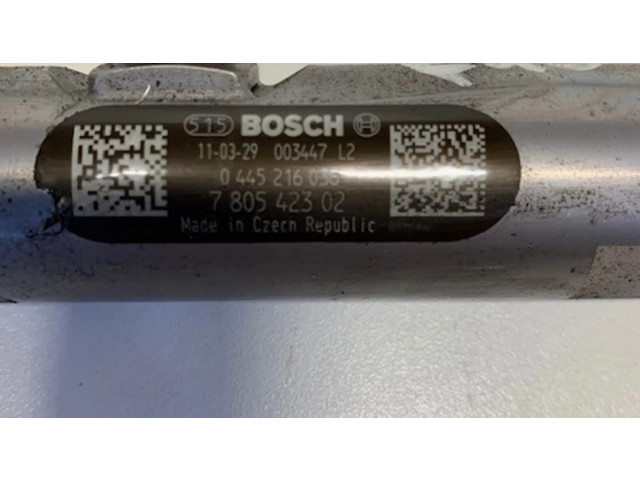 515 BOSCH
11-03-29 003447 L2
0 445 216 035
7 805 423 02
Made in Czech Republic